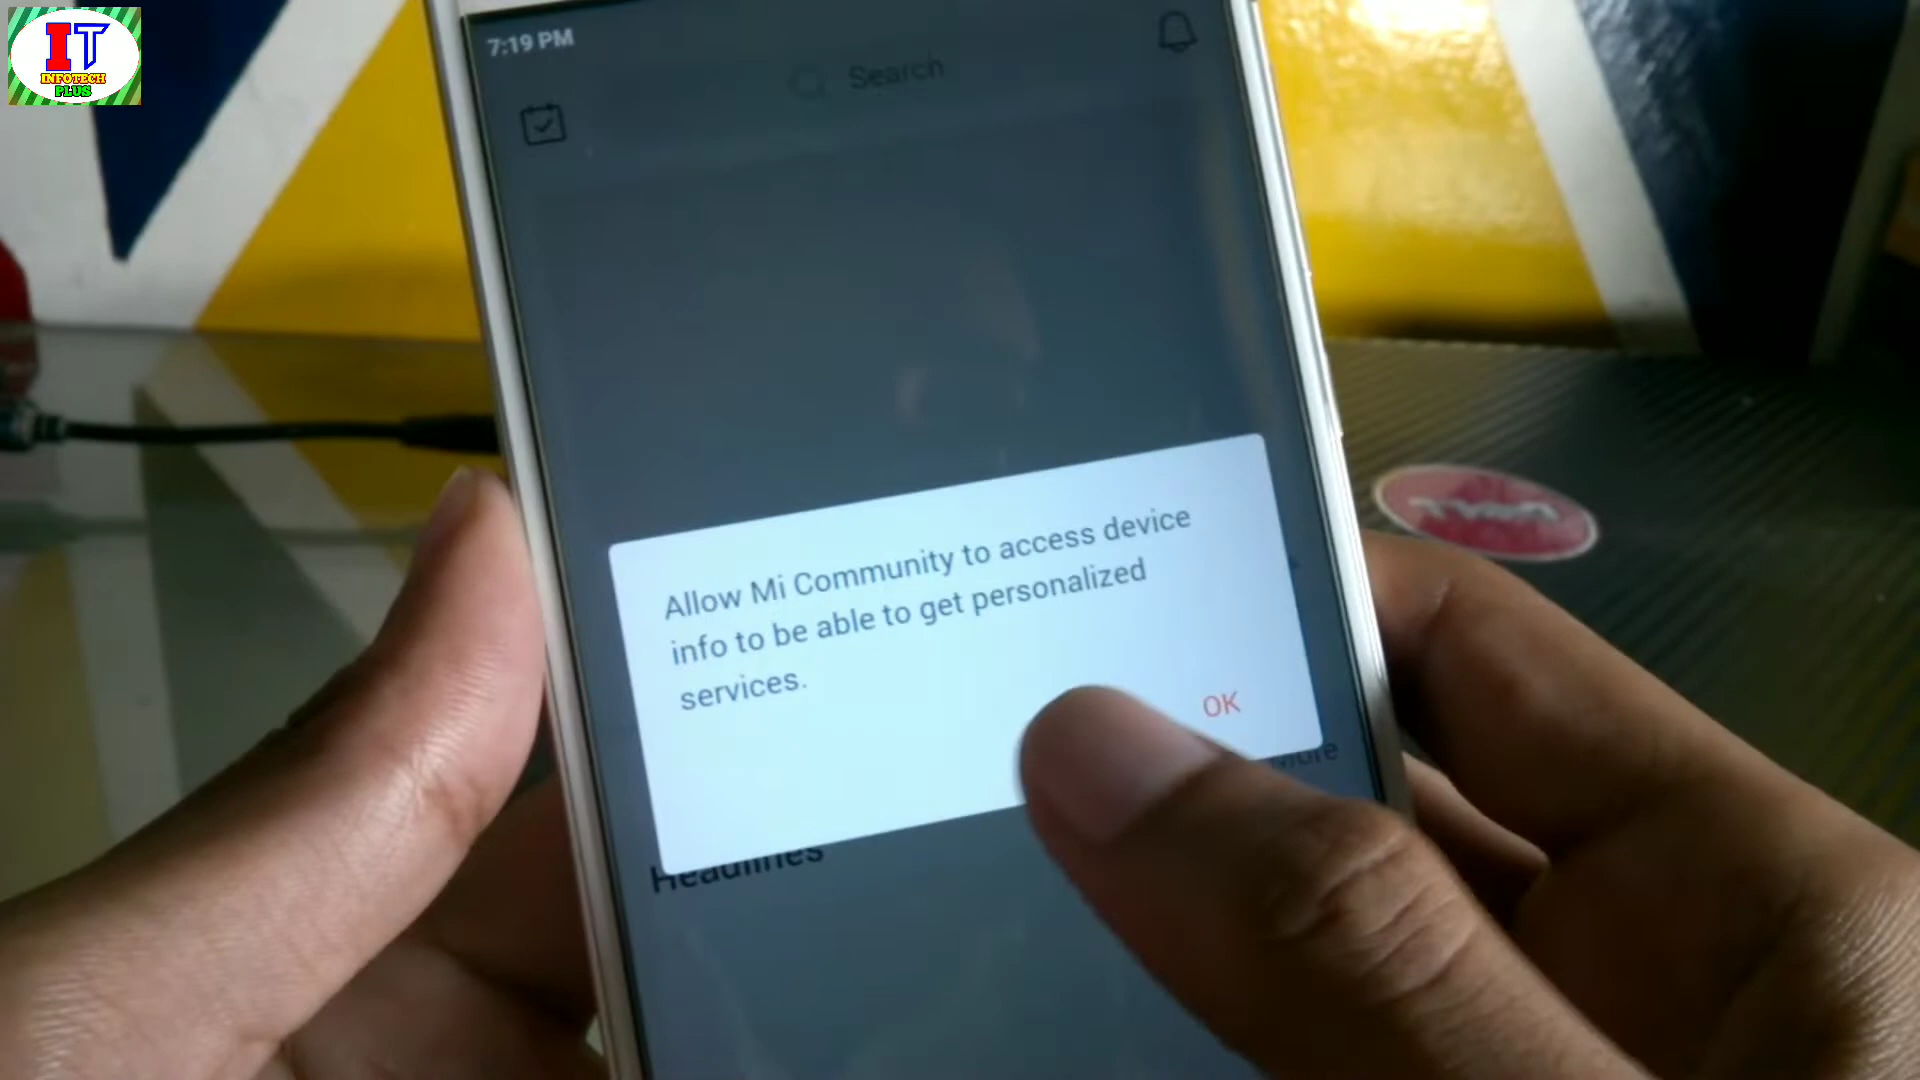 IT
INFOTECH
PLUS
7:19 PM
Search
Allow Mi Community to access device
info to be able to get personalized
services.
OK
More
Headlines